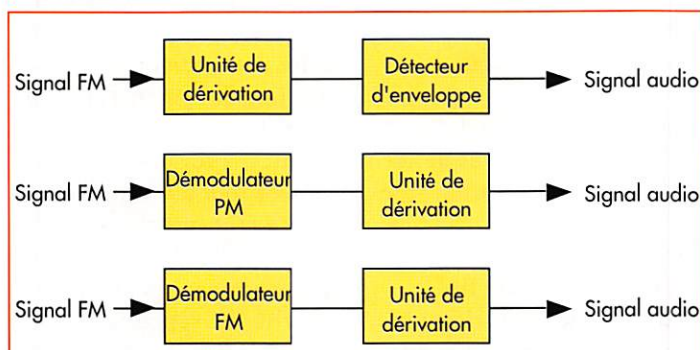 Signal FM
Unité de
dérivation
Détecteur
d'enveloppe
Signal audio
Signal FM
Démodulateur
PM
Unité de
dérivation
Signal audio
Signal FM
Démodulateur
FM
Unité de
dérivation
Signal audio